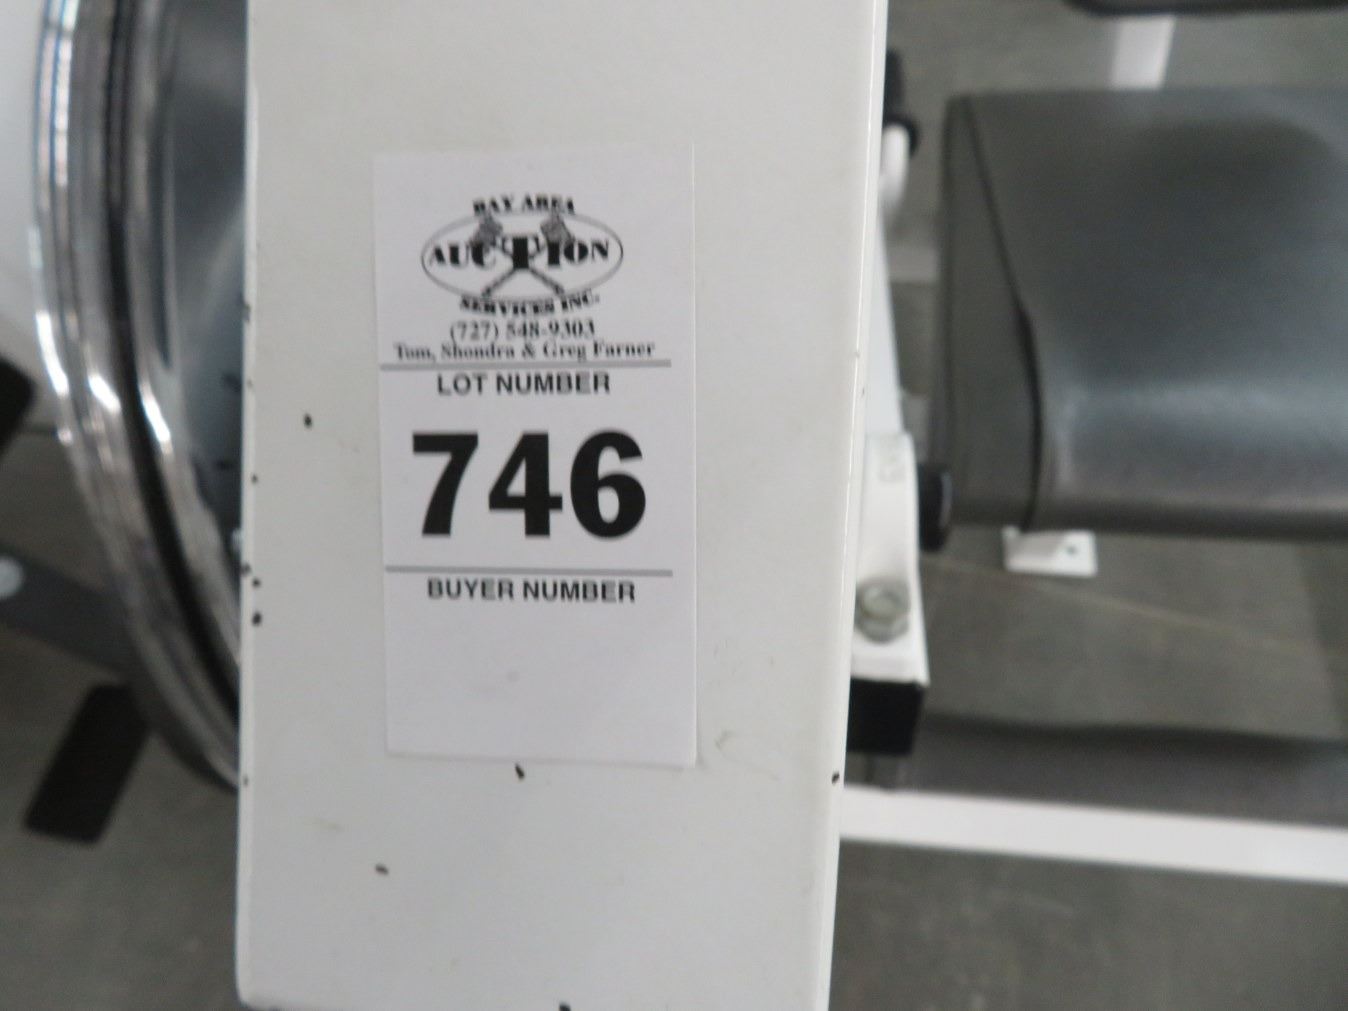 BAY AREA
AUCTION
SERVICES INC.
(727) 548-9303
Tom, Shondra & Greg Farner
LOT NUMBER
746
BUYER NUMBER